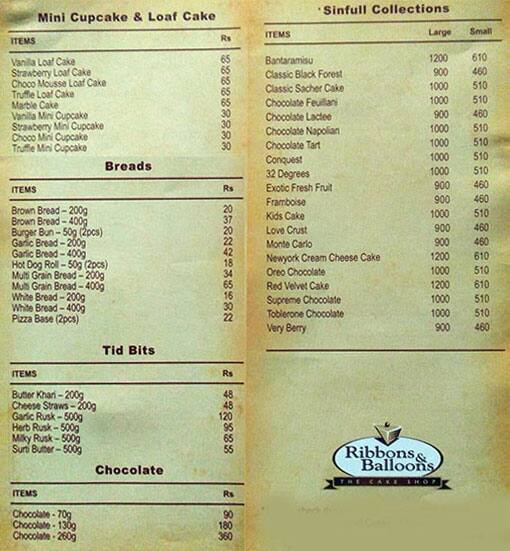 Mini Cupcake & Loaf Cake
ITEMS Rs
Vanilla Loaf Cake 65
Strawberry Loaf Cake 65
Choco Mousse Loaf Cake 65
Truffle Loaf Cake 65
Marble Cake 65
Vanilla Mini Cupcake 30
Strawberry Mini Cupcake 30
Choco Mini Cupcake 30
Truffle Mini Cupcake 30
Breads
ITEMS Rs
Brown Bread – 200g 20
Brown Bread – 400g 37
Burger Bun – 50g (2pcs) 20
Garlic Bread – 200g 22
Garlic Bread – 400g 42
Hot Dog Roll – 50g (2pcs) 18
Multi Grain Bread – 200g 34
Multi Grain Bread – 400g 65
White Bread – 200g 16
White Bread – 400g 30
Pizza Base (2pcs) 22
Tid Bits
ITEMS Rs
Butter Khari – 200g 48
Cheese Straws – 200g 48
Garlic Rusk – 500g 120
Herb Rusk – 500g 95
Milky Rusk – 500g 65
Surti Butter – 500g 55
Chocolate
ITEMS Rs
Chocolate - 70g 90
Chocolate - 130g 180
Chocolate - 260g 360
'Sinfull Collections
ITEMS Large Small
Bantaramisu 1200 610
Classic Black Forest 900 460
Classic Sacher Cake 1000 510
Chocolate Feuillani 1000 510
Chocolate Lactee 900 460
Chocolate Napolian 1000 510
Chocolate Tart 1000 510
Conquest 1000 510
32 Degrees 1000 510
Exotic Fresh Fruit 900 460
Framboise 900 460
Kids Cake 1000 510
Love Crust 900 460
Monte Carlo 900 460
Newyork Cream Cheese Cake 1200 610
Oreo Chocolate 1000 510
Red Velvet Cake 1200 610
Supreme Chocolate 1000 510
Toblerone Chocolate 1000 510
Very Berry 900 460
Ribbons & Balloons
THE CAKE SHOP